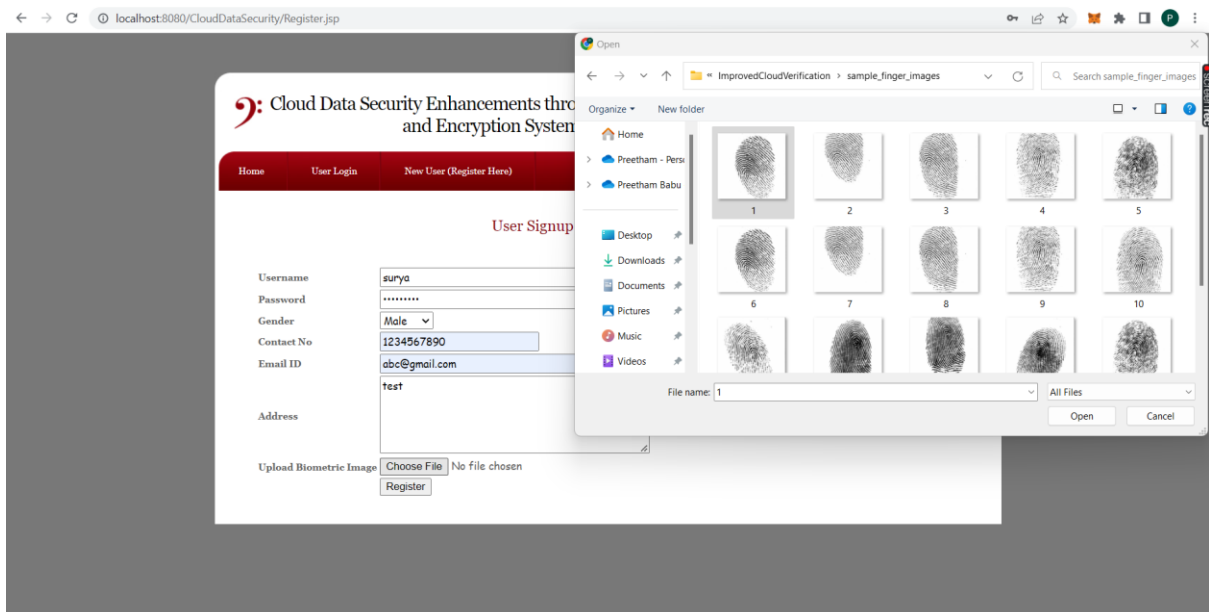 localhost:8080/CloudDataSecurity/Register.jsp
P
Cloud Data Security Enhancements thro
and Encryption System
Home User Login New User (Register Here)
User Signup
Username surya
Password •••••••••
Gender Male
Contact No 1234567890
Email ID abc@gmail.com
test
Address
Upload Biometric Image Choose File No file chosen
Register
Open
« ImprovedCloudVerification › sample_finger_images
Search sample_finger_images
Organize New folder
Home
Preetham - Pers
Preetham Babu
Desktop
Downloads
Documents
Pictures
Music
Videos
1 2 3 4 5
6 7 8 9 10
File name: 1 All Files
Open Cancel